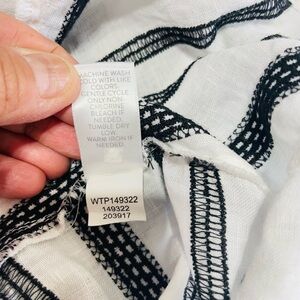 MACHINE WASH
COLD WITH LIKE
COLORS.
GENTLE CYCLE.
ONLY NON
CHLORINE
BLEACH IF
NEEDED.
TUMBLE DRY
LOW.
WARM IRON IF
NEEDED.
WTP149322
149322
203917